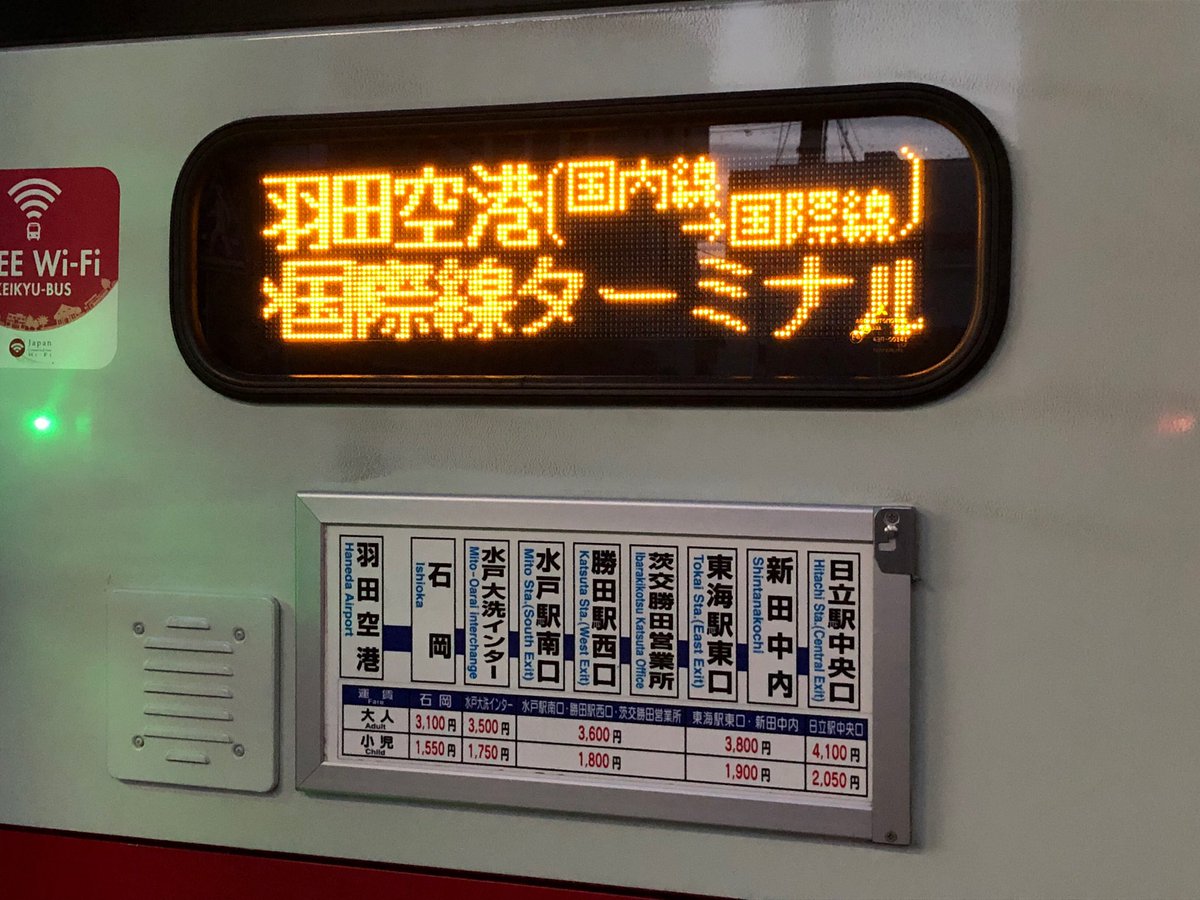 羽田空港(国内線、国際線)
国際線ターミナル
EE Wi-Fi
KEIKYU-BUS
Japan
Wi-Fi
羽田空港
Haneda Airport
石岡
Ishioka
水戸大洗インター
Mito-Oarai interchange
水戸駅南口
Mito Sta.(South Exit)
勝田駅西口
Katsuta Sta.(West Exit)
茨交勝田営業所
Ibarakikotsu Katsuta Office
東海駅東口
Tokai Sta.(East Exit)
新田中内
Shintanakochi
日立駅中央口
Hitachi Sta.(Central Exit)
運賃 石岡 水戸大洗インター 水戸駅南口・勝田駅西口・茨交勝田営業所 東海駅東口・新田中内 日立駅中央口
Fare
大人 3,100円 3,500円 3,600円 3,800円 4,100円
Adult
小児 1,550円 1,750円 1,800円 1,900円 2,050円
Child